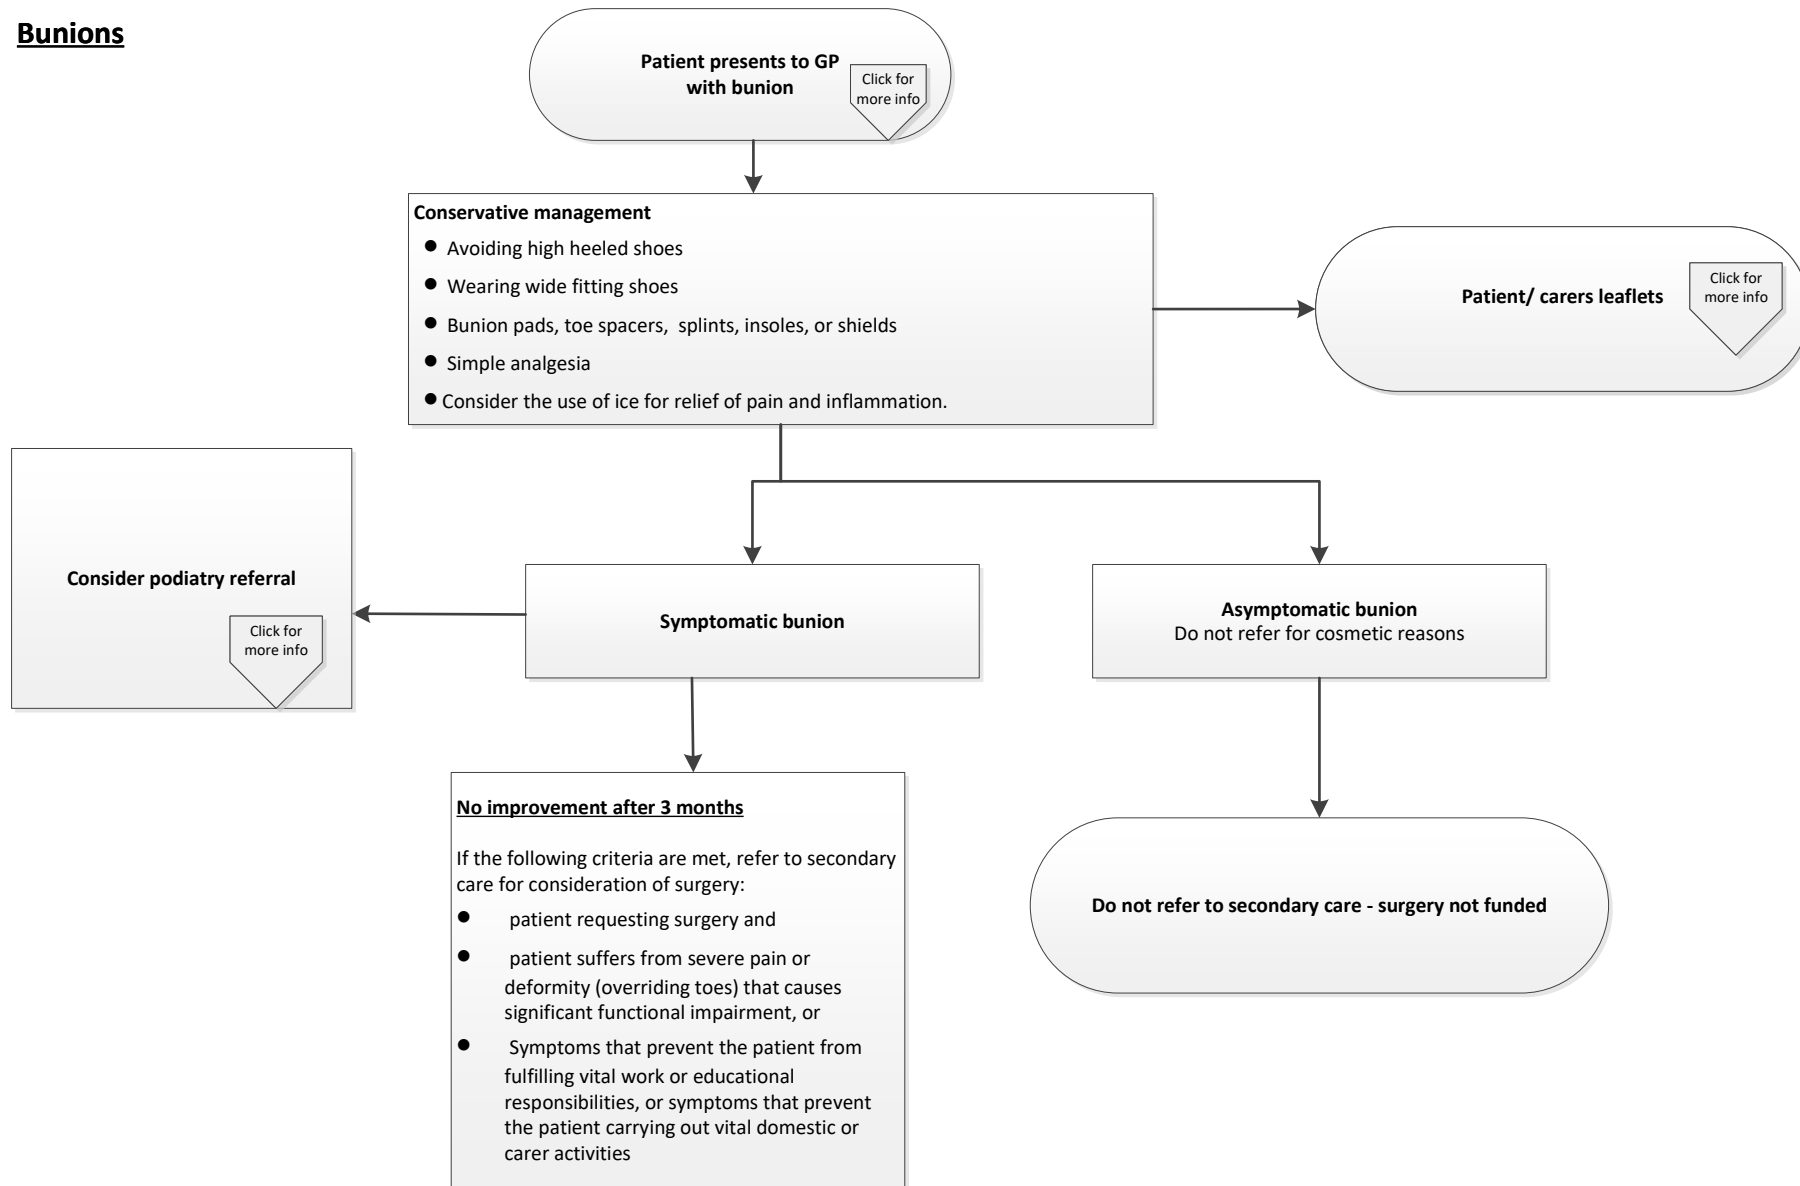 Bunions
Patient presents to GP
with bunion
Click for
more info
Conservative management
● Avoiding high heeled shoes
● Wearing wide fitting shoes
● Bunion pads, toe spacers,  splints, insoles, or shields
● Simple analgesia
● Consider the use of ice for relief of pain and inflammation.
Patient/ carers leaflets
Click for
more info
Consider podiatry referral
Click for
more info
Symptomatic bunion
Asymptomatic bunion
Do not refer for cosmetic reasons
No improvement after 3 months
If the following criteria are met, refer to secondary
care for consideration of surgery:
● patient requesting surgery and
● patient suffers from severe pain or
deformity (overriding toes) that causes
significant functional impairment, or
● Symptoms that prevent the patient from
fulfilling vital work or educational
responsibilities, or symptoms that prevent
the patient carrying out vital domestic or
carer activities
Do not refer to secondary care - surgery not funded